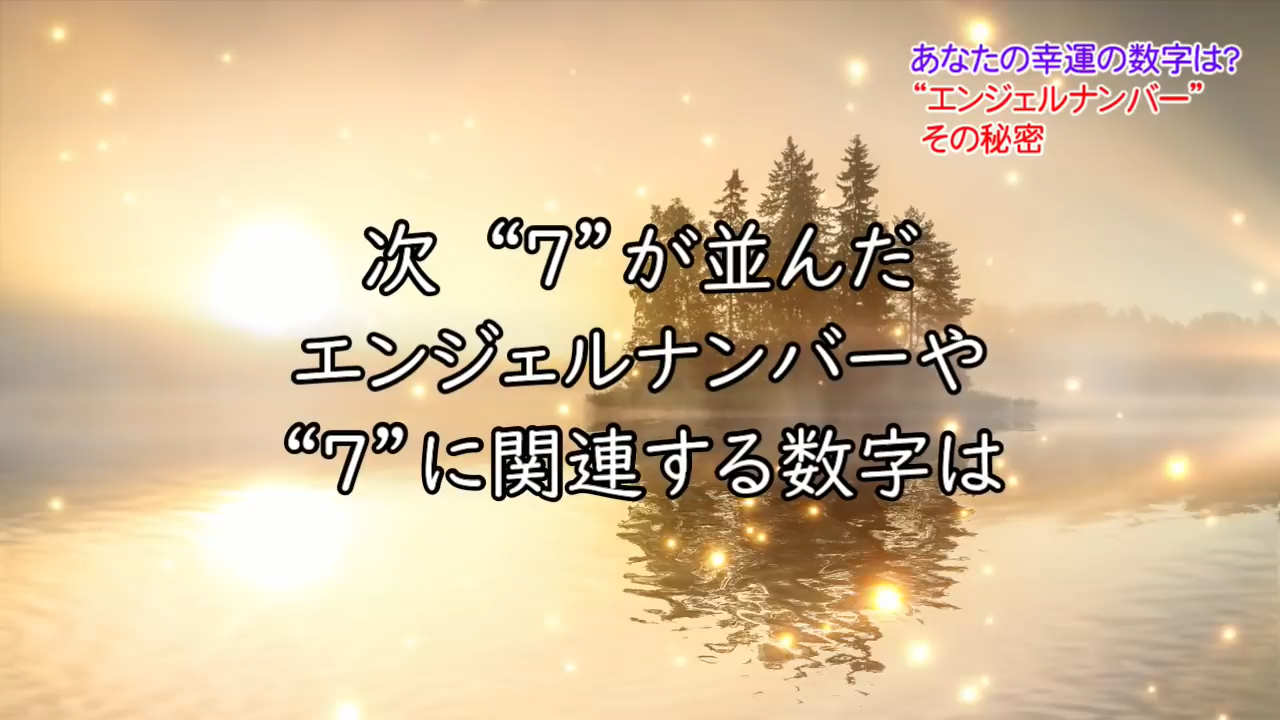 あなたの幸運の数字は?
“エンジェルナンバー”
その秘密
次 “7”が並んだ
エンジェルナンバーや
“7”に関連する数字は